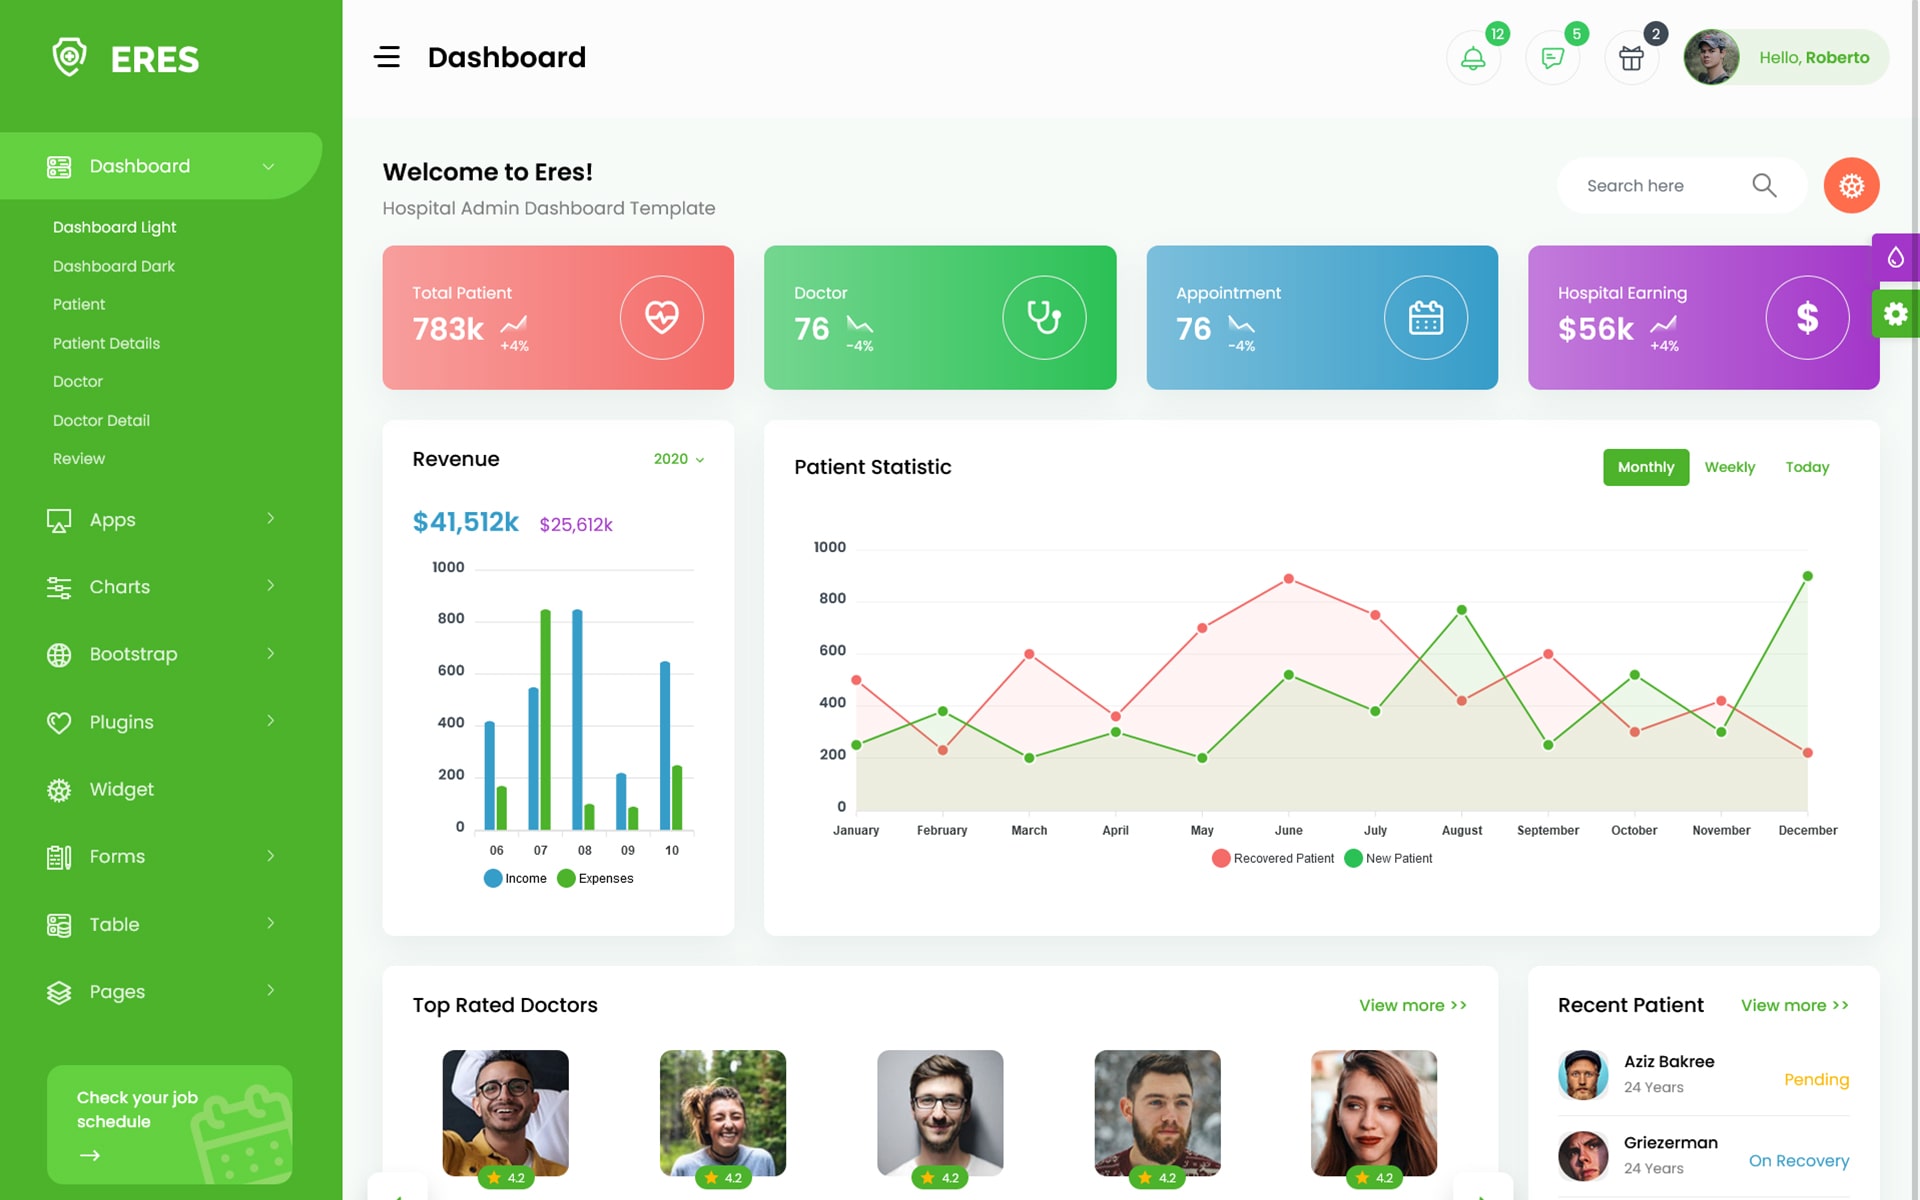 ERES
Dashboard
Dashboard Light
Dashboard Dark
Patient
Patient Details
Doctor
Doctor Detail
Review
Apps
Charts
Bootstrap
Plugins
Widget
Forms
Table
Pages
Check your job
schedule
Dashboard
12
5
2
Hello, Roberto
Welcome to Eres!
Hospital Admin Dashboard Template
Search here
Total Patient
783k
+4%
Doctor
76
-4%
Appointment
76
-4%
Hospital Earning
$56k
+4%
$
Revenue
2020
$41,512k $25,612k
1000
800
600
400
200
0
06 07 08 09 10
Income Expenses
Patient Statistic
Monthly Weekly Today
1000
800
600
400
200
0
January February March April May June July August September October November December
Recovered Patient New Patient
Top Rated Doctors
View more >>
4.2
4.2
4.2
4.2
4.2
Recent Patient
View more >>
Aziz Bakree
24 Years
Pending
Griezerman
24 Years
On Recovery